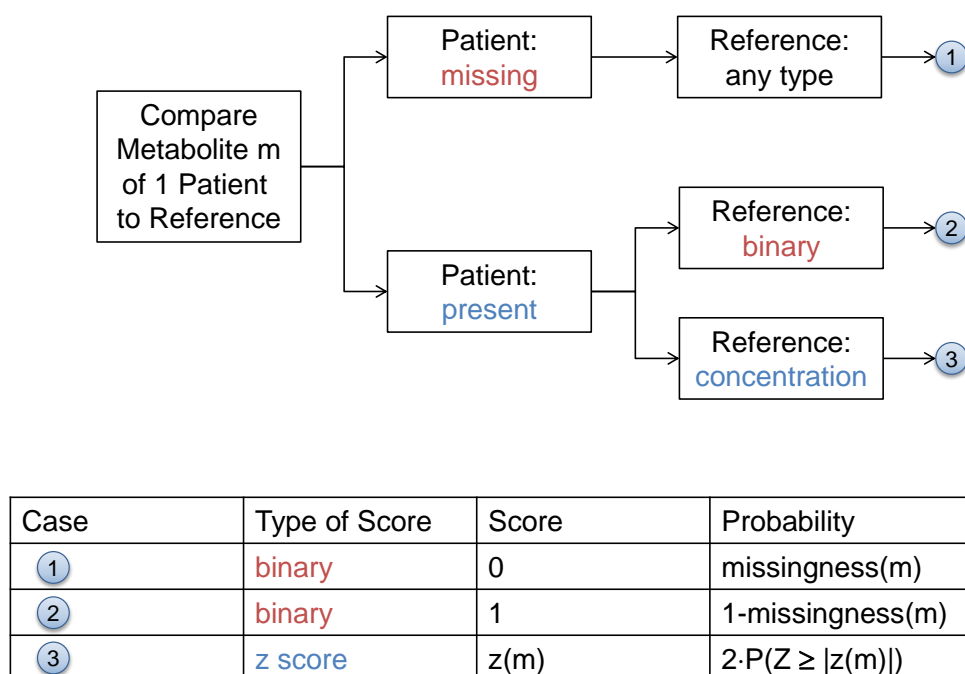 Patient:
missing
Reference:
any type
1
Compare
Metabolite m
of 1 Patient
to Reference
Reference:
binary
2
Patient:
present
Reference:
concentration
3
Case Type of Score Score Probability
1 binary 0 missingness(m)
2 binary 1 1-missingness(m)
3 z score z(m) 2·P(Z ≥ |z(m)|)